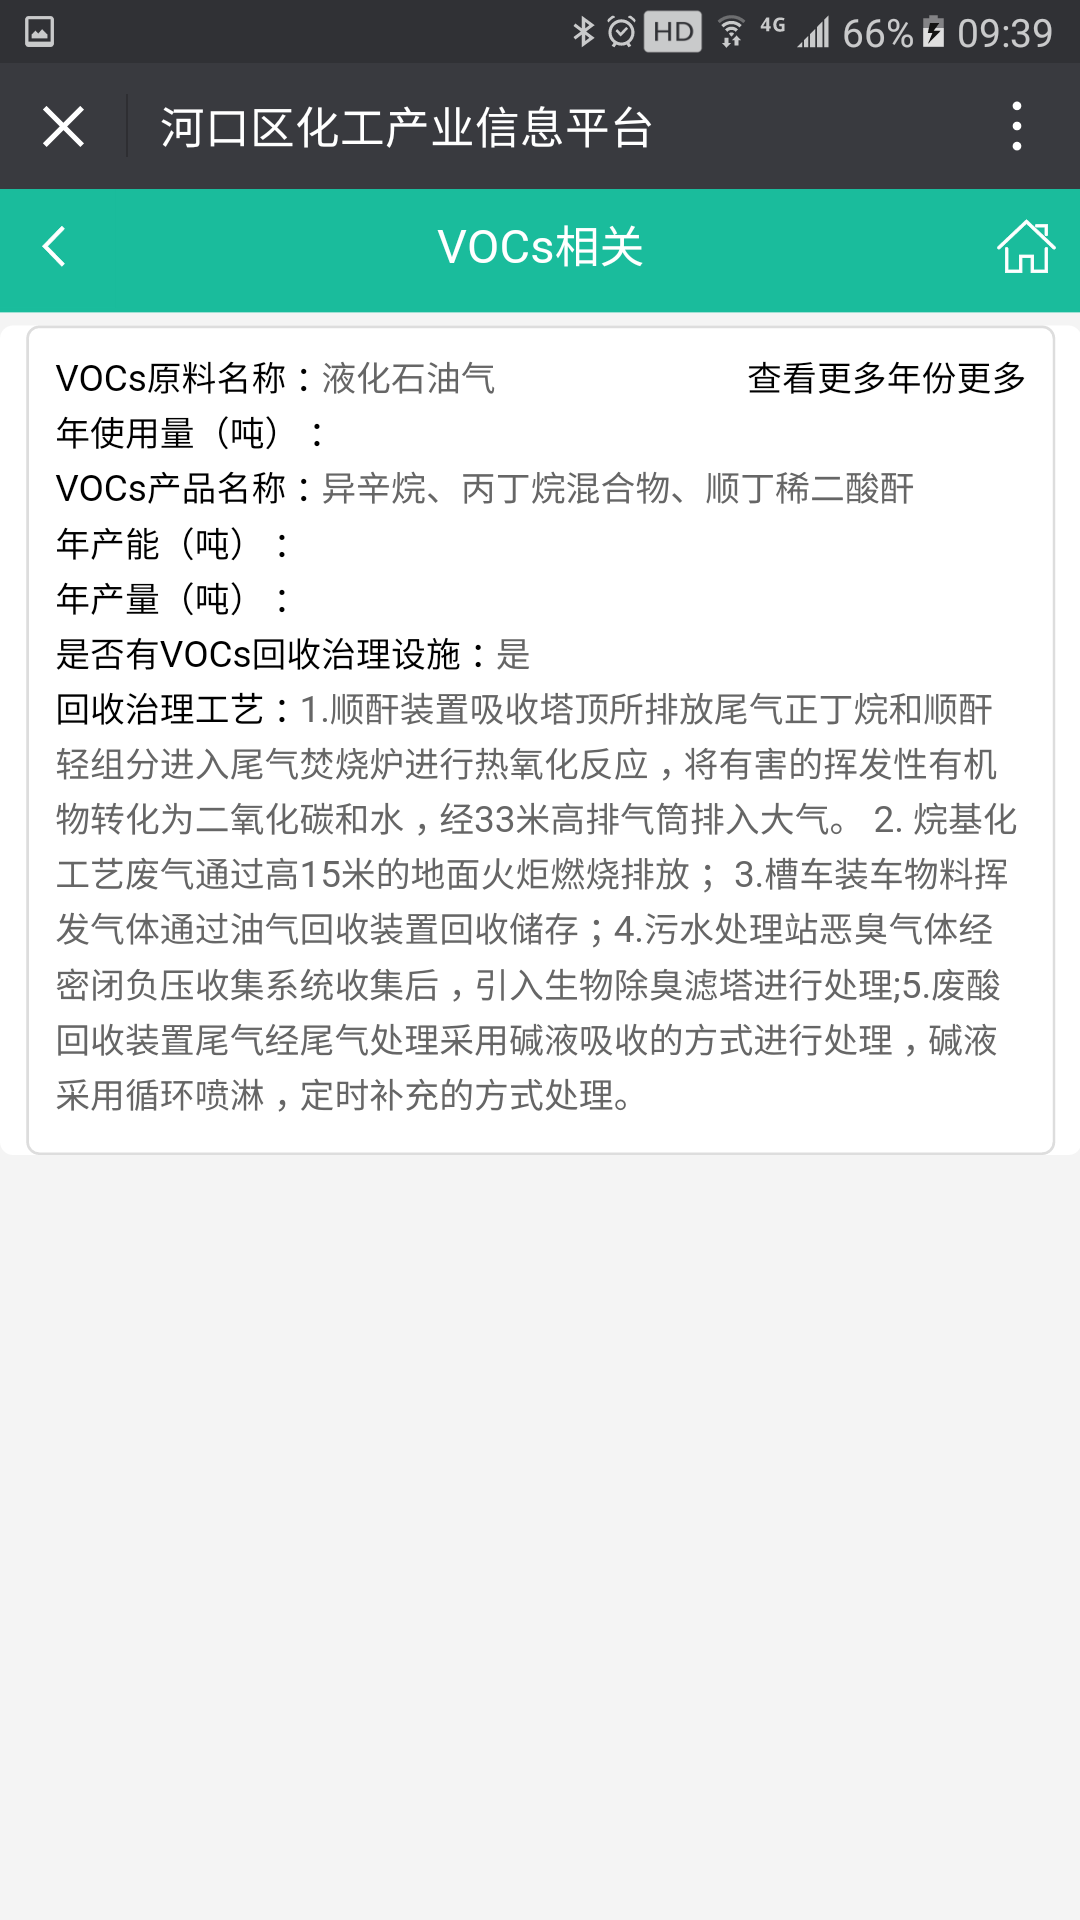 HD 4G 66% 09:39
河口区化工产业信息平台
VOCs相关
VOCs原料名称：液化石油气 查看更多年份更多
年使用量（吨）：
VOCs产品名称：异辛烷、丙丁烷混合物、顺丁稀二酸酐
年产能（吨）：
年产量（吨）：
是否有VOCs回收治理设施：是
回收治理工艺：1.顺酐装置吸收塔顶所排放尾气正丁烷和顺酐
轻组分进入尾气焚烧炉进行热氧化反应，将有害的挥发性有机
物转化为二氧化碳和水，经33米高排气筒排入大气。 2. 烷基化
工艺废气通过高15米的地面火炬燃烧排放；3.槽车装车物料挥
发气体通过油气回收装置回收储存；4.污水处理站恶臭气体经
密闭负压收集系统收集后，引入生物除臭滤塔进行处理;5.废酸
回收装置尾气经尾气处理采用碱液吸收的方式进行处理，碱液
采用循环喷淋，定时补充的方式处理。